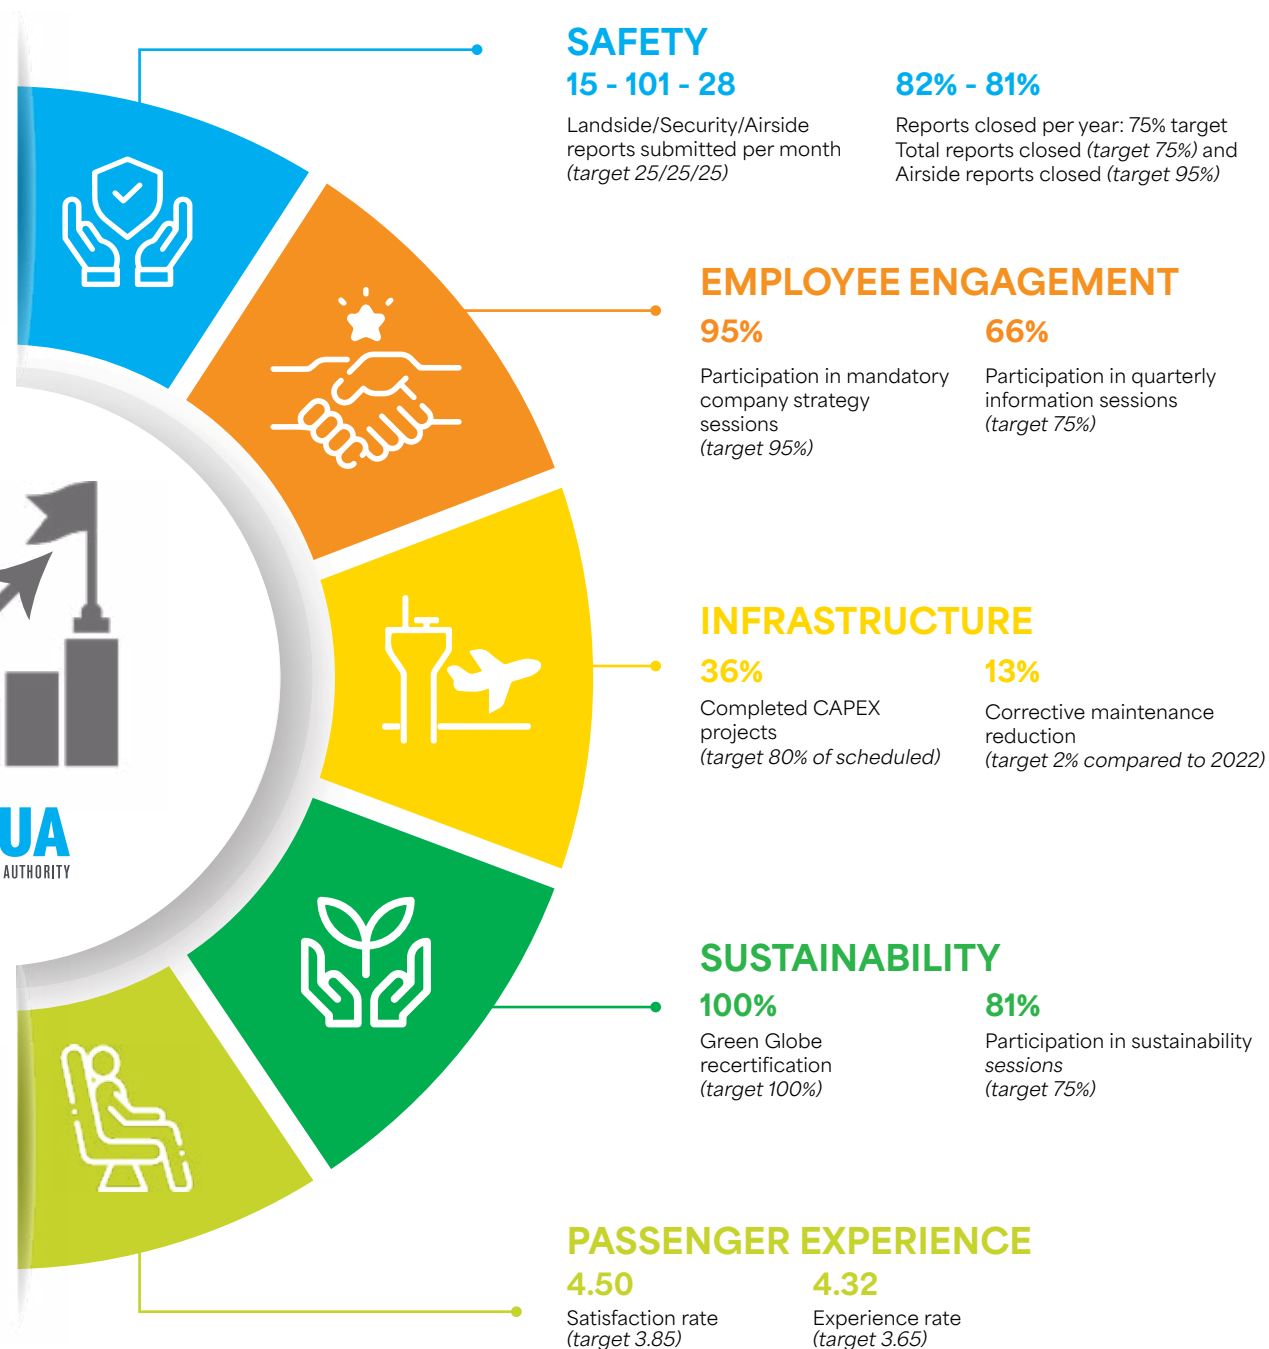 SAFETY
15 - 101 - 28
Landside/Security/Airside
reports submitted per month
(target 25/25/25)
82% - 81%
Reports closed per year: 75% target
Total reports closed (target 75%) and
Airside reports closed (target 95%)
EMPLOYEE ENGAGEMENT
95%
Participation in mandatory
company strategy
sessions
(target 95%)
66%
Participation in quarterly
information sessions
(target 75%)
INFRASTRUCTURE
36%
Completed CAPEX
projects
(target 80% of scheduled)
13%
Corrective maintenance
reduction
(target 2% compared to 2022)
UA
AUTHORITY
SUSTAINABILITY
100%
Green Globe
recertification
(target 100%)
81%
Participation in sustainability
sessions
(target 75%)
PASSENGER EXPERIENCE
4.50
Satisfaction rate
(target 3.85)
4.32
Experience rate
(target 3.65)